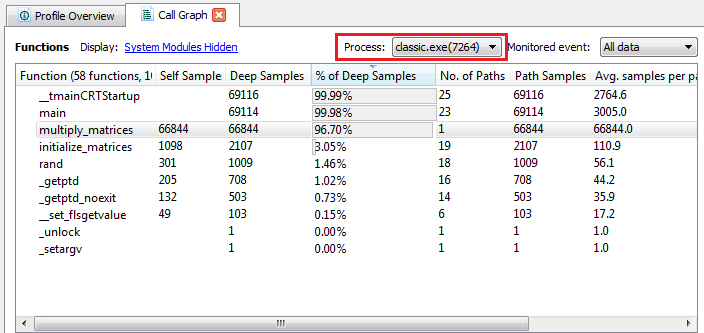 Profile Overview Call Graph
Functions Display: System Modules Hidden Process: classic.exe(7264) Monitored event: All data
Function (58 functions, 10 Self Sample Deep Samples % of Deep Samples No. of Paths Path Samples Avg. samples per pa
__tmainCRTStartup 69116 99.99% 25 69116 2764.6
main 69114 99.98% 23 69114 3005.0
multiply_matrices 66844 66844 96.70% 1 66844 66844.0
initialize_matrices 1098 2107 3.05% 19 2107 110.9
rand 301 1009 1.46% 18 1009 56.1
_getptd 205 708 1.02% 16 708 44.2
_getptd_noexit 132 503 0.73% 14 503 35.9
__set_flsgetvalue 49 103 0.15% 6 103 17.2
_unlock 1 0.00% 1 1 1.0
_setargv 1 0.00% 1 1 1.0